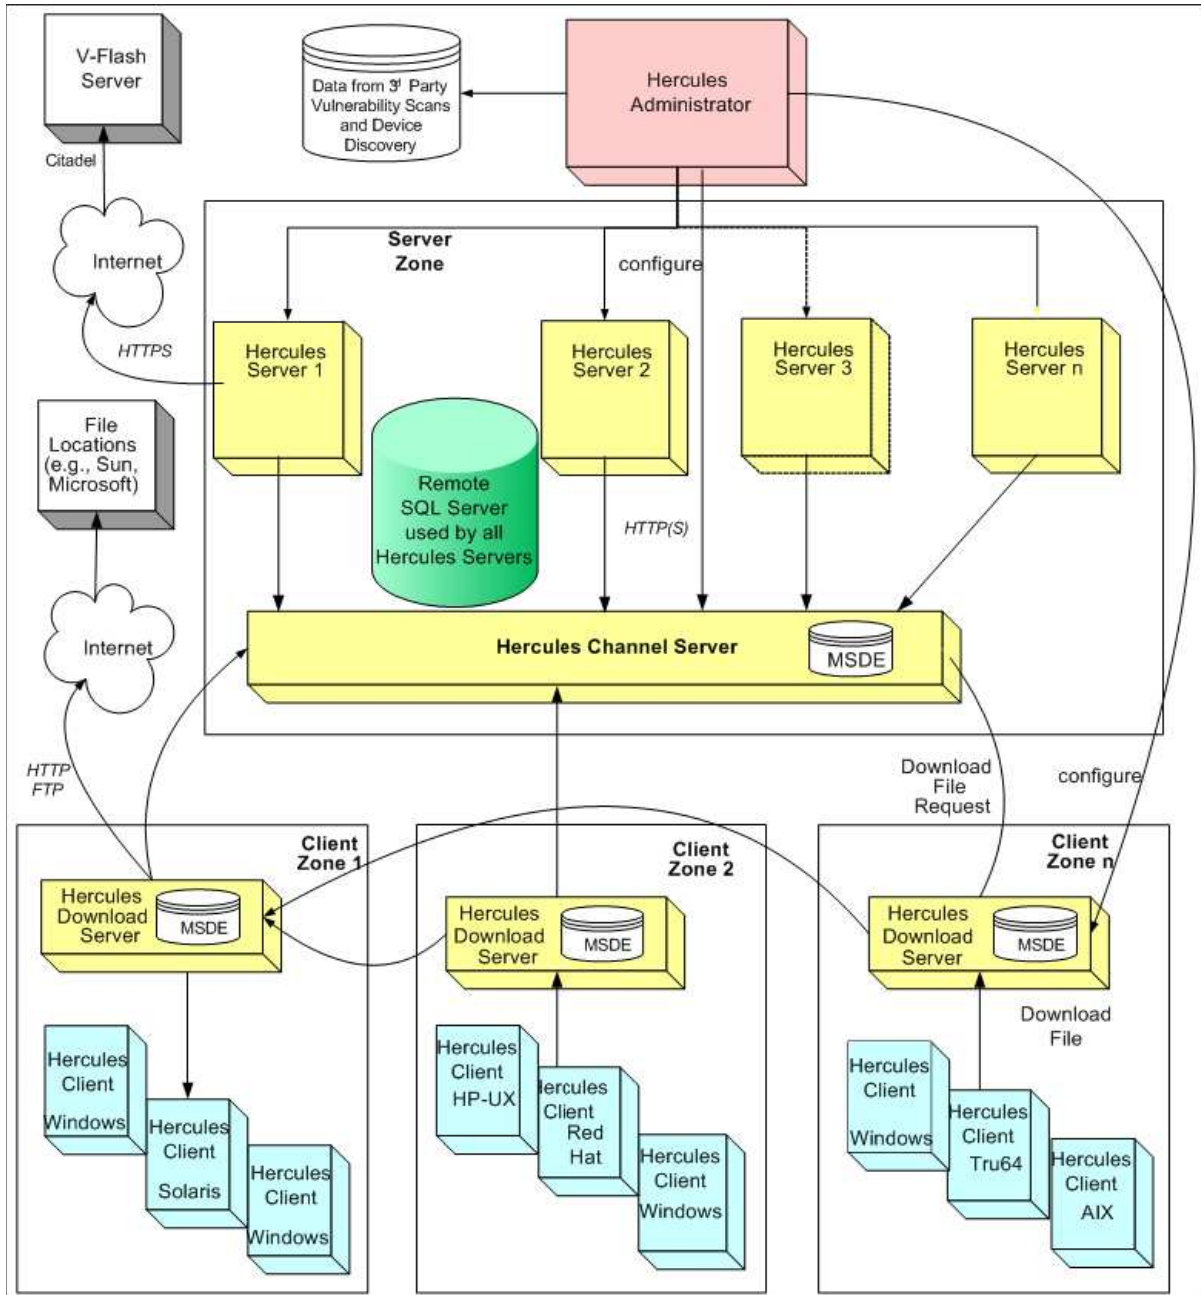 V-Flash
Server
Data from 3rd Party
Vulnerability Scans
and Device
Discovery
Hercules
Administrator
Citadel
Internet
HTTPS
Server
Zone
configure
Hercules
Server 1
Hercules
Server 2
Hercules
Server 3
Hercules
Server n
File
Locations
(e.g., Sun,
Microsoft)
Remote
SQL Server
used by all
Hercules Servers
HTTP(S)
Internet
Hercules Channel Server
MSDE
HTTP
FTP
Download
File
Request
configure
Client
Zone 1
Hercules
Download
Server
MSDE
Hercules
Client
Windows
Hercules
Client
Solaris
Hercules
Client
Windows
Client
Zone 2
Hercules
Download
Server
MSDE
Hercules
Client
HP-UX
Hercules
Client
Red
Hat
Hercules
Client
Windows
Client
Zone n
Hercules
Download
Server
MSDE
Download
File
Hercules
Client
Windows
Hercules
Client
Tru64
Hercules
Client
AIX